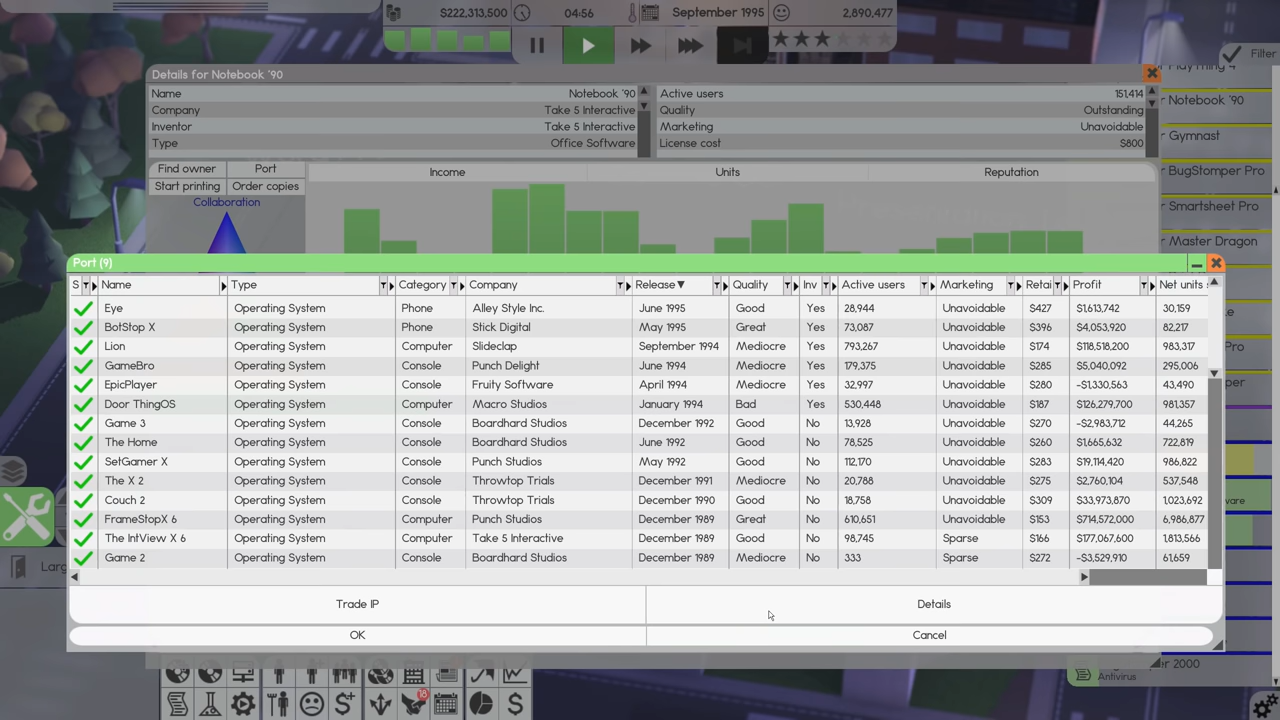 $222,313,500 04:56 September 1995 2,890,477
Filter
Details for Notebook '90
Name Notebook '90 Active users 151,414
Company Take 5 Interactive Quality Outstanding
Inventor Take 5 Interactive Marketing Unavoidable
Type Office Software License cost $800
Notebook '90
Gymnast
BugStomper Pro
Smartsheet Pro
Master Dragon
Find owner Port Income Units Reputation
Start printing Order copies
Collaboration
Port (9)
S Name Type Category Company Release Quality Inv Active users Marketing Retai Profit Net units
Eye Operating System Phone Alley Style Inc. June 1995 Good Yes 28,944 Unavoidable $427 $1,613,742 30,159
BotStop X Operating System Phone Stick Digital May 1995 Great Yes 73,087 Unavoidable $396 $4,053,920 82,217
Lion Operating System Computer Slideclap September 1994 Mediocre Yes 793,267 Unavoidable $174 $118,518,200 983,317
GameBro Operating System Console Punch Delight June 1994 Mediocre Yes 179,375 Unavoidable $285 $5,040,092 295,006
EpicPlayer Operating System Console Fruity Software April 1994 Mediocre Yes 32,997 Unavoidable $280 -$1,330,563 43,490
Door ThingOS Operating System Computer Macro Studios January 1994 Bad Yes 530,448 Unavoidable $187 $126,279,700 981,357
Game 3 Operating System Console Boardhard Studios December 1992 Good No 13,928 Unavoidable $270 -$2,983,712 44,265
The Home Operating System Console Boardhard Studios June 1992 Good No 78,525 Unavoidable $260 $1,665,632 722,819
SetGamer X Operating System Console Punch Studios May 1992 Good No 112,170 Unavoidable $283 $19,114,420 986,822
The X 2 Operating System Console Throwtop Trials December 1991 Mediocre No 20,788 Unavoidable $275 $2,760,104 537,548
Couch 2 Operating System Console Throwtop Trials December 1990 Good No 18,758 Unavoidable $309 $33,973,870 1,023,692
FrameStopX 6 Operating System Computer Punch Studios December 1989 Great No 610,651 Unavoidable $153 $714,572,000 6,986,877
The IntView X 6 Operating System Computer Take 5 Interactive December 1989 Good No 98,745 Sparse $166 $177,067,600 1,813,566
Game 2 Operating System Console Boardhard Studios December 1989 Mediocre No 333 Sparse $272 -$3,529,910 61,659
Trade IP Details
OK Cancel
18
2000
Antivirus